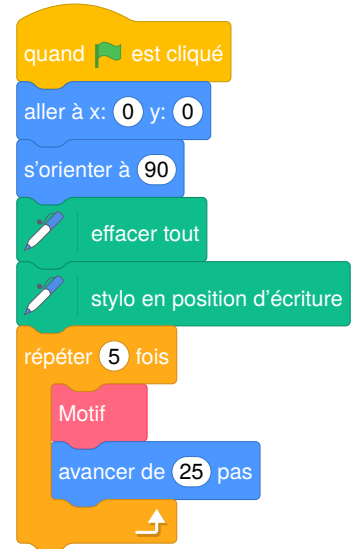 quand est cliqué
aller à x: 0 y: 0
s'orienter à 90
effacer tout
stylo en position d'écriture
répéter 5 fois
Motif
avancer de 25 pas